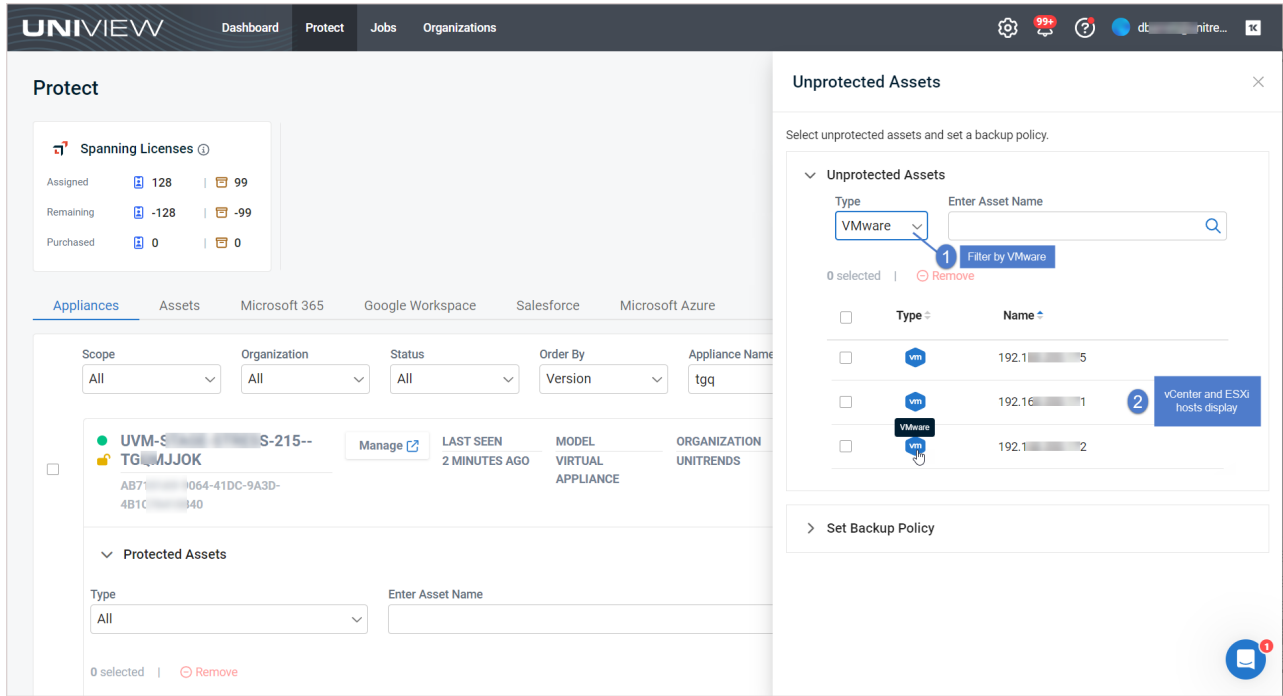 UNIVIEW Dashboard Protect Jobs Organizations 99+
Protect
Spanning Licenses
Assigned 128 | 99
Remaining -128 | -99
Purchased 0 | 0
Appliances Assets Microsoft 365 Google Workspace Salesforce Microsoft Azure
Scope Organization Status Order By Appliance Name
All All All Version tgq
Manage LAST SEEN MODEL ORGANIZATION
2 MINUTES AGO VIRTUAL UNITRENDS
APPLIANCE
Protected Assets
Type Enter Asset Name
All
0 selected | Remove
Unprotected Assets
Select unprotected assets and set a backup policy.
Unprotected Assets
Type Enter Asset Name
VMware
1 Filter by VMware
0 selected | Remove
Type Name
vm
vm
2 vCenter and ESXi
hosts display
VMware
vm
Set Backup Policy
1